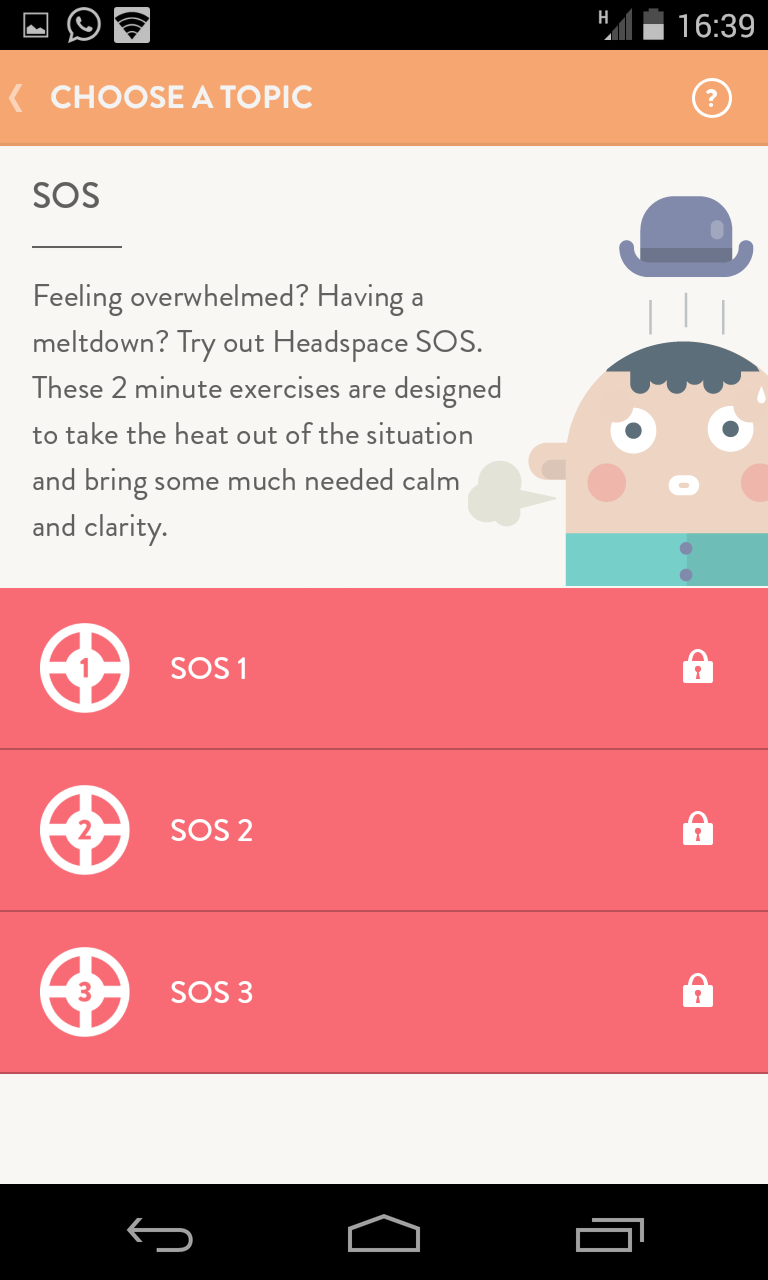 H 16:39
CHOOSE A TOPIC ?
SOS
Feeling overwhelmed? Having a
meltdown? Try out Headspace SOS.
These 2 minute exercises are designed
to take the heat out of the situation
and bring some much needed calm
and clarity.
1 SOS 1
2 SOS 2
3 SOS 3